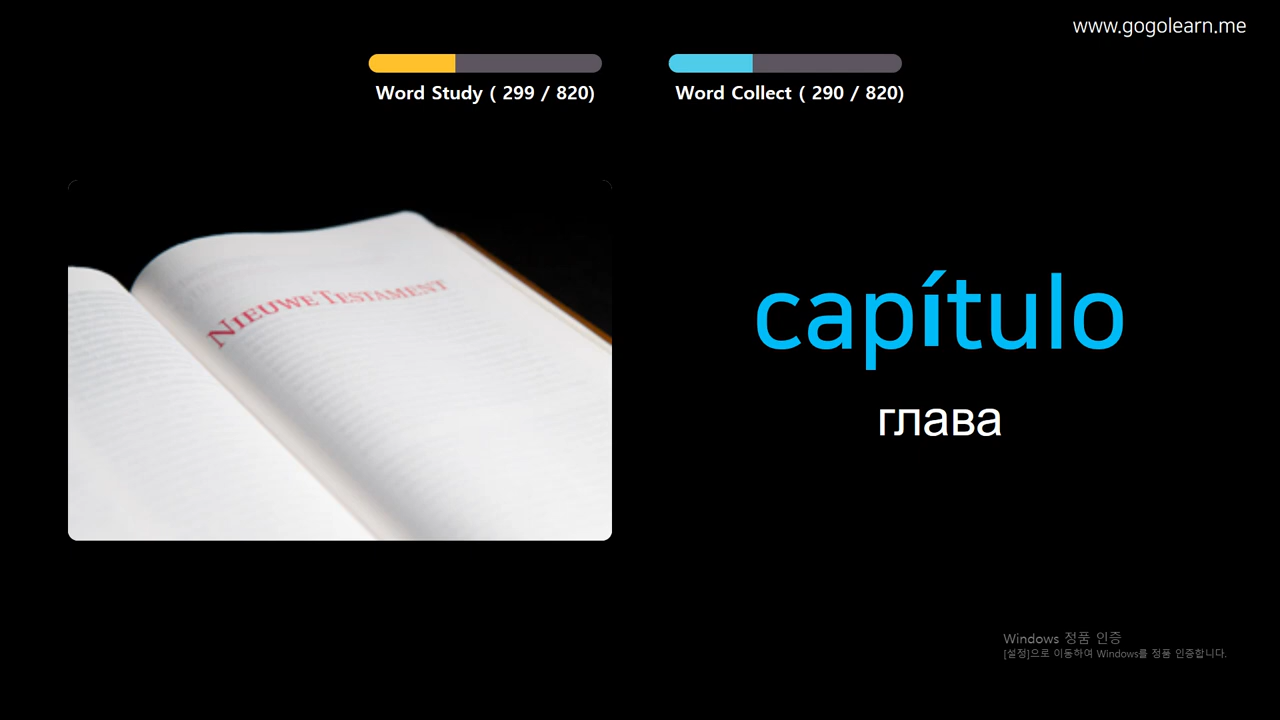 www.gogolearn.me
Word Study ( 299 / 820)
Word Collect ( 290 / 820)
NIEUWE TESTAMENT
capítulo
глава
Windows 정품 인증
[설정]으로 이동하여 Windows를 정품 인증합니다.